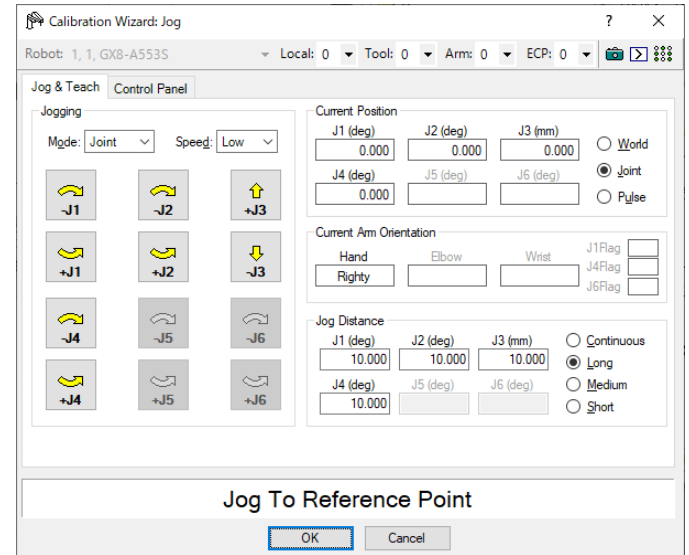 Calibration Wizard: Jog ? ×
Robot: 1, 1, GX8-A553S Local: 0 Tool: 0 Arm: 0 ECP: 0
Jog & Teach Control Panel
Jogging
Mode: Joint Speed: Low
-J1 -J2 +J3
+J1 +J2 -J3
-J4 -J5 -J6
+J4 +J5 +J6
Current Position
J1 (deg) J2 (deg) J3 (mm)
0.000 0.000 0.000
J4 (deg) J5 (deg) J6 (deg)
0.000
World
Joint
Pulse
Current Arm Orientation
Hand Elbow Wrist
Righty
J1Flag
J4Flag
J6Flag
Jog Distance
J1 (deg) J2 (deg) J3 (mm)
10.000 10.000 10.000
J4 (deg) J5 (deg) J6 (deg)
10.000
Continuous
Long
Medium
Short
Jog To Reference Point
OK Cancel